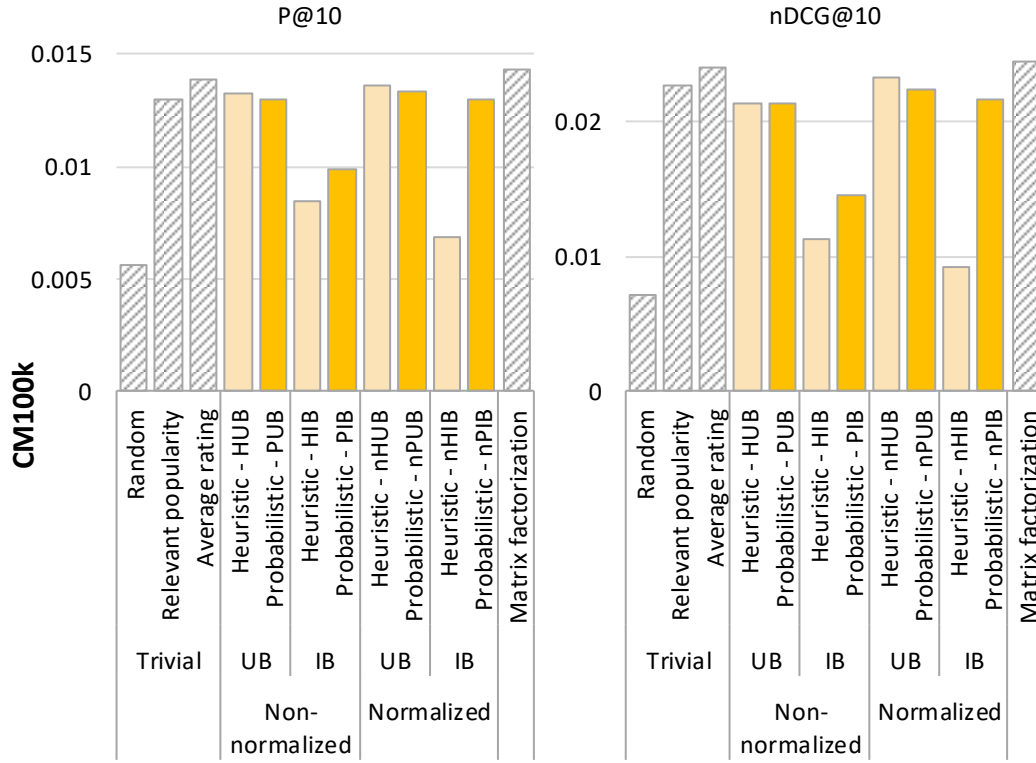 P@10
0.015
0.01
0.005
0
CM100k
Random
Relevant popularity
Average rating
Heuristic - HUB
Probabilistic - PUB
Heuristic - HIB
Probabilistic - PIB
Heuristic - nHUB
Probabilistic - nPUB
Heuristic - nHIB
Probabilistic - nPIB
Matrix factorization
Trivial
UB
IB
UB
IB
Non-
normalized
Normalized
nDCG@10
0.02
0.01
0
Random
Relevant popularity
Average rating
Heuristic - HUB
Probabilistic - PUB
Heuristic - HIB
Probabilistic - PIB
Heuristic - nHUB
Probabilistic - nPUB
Heuristic - nHIB
Probabilistic - nPIB
Matrix factorization
Trivial
UB
IB
UB
IB
Non-
normalized
Normalized